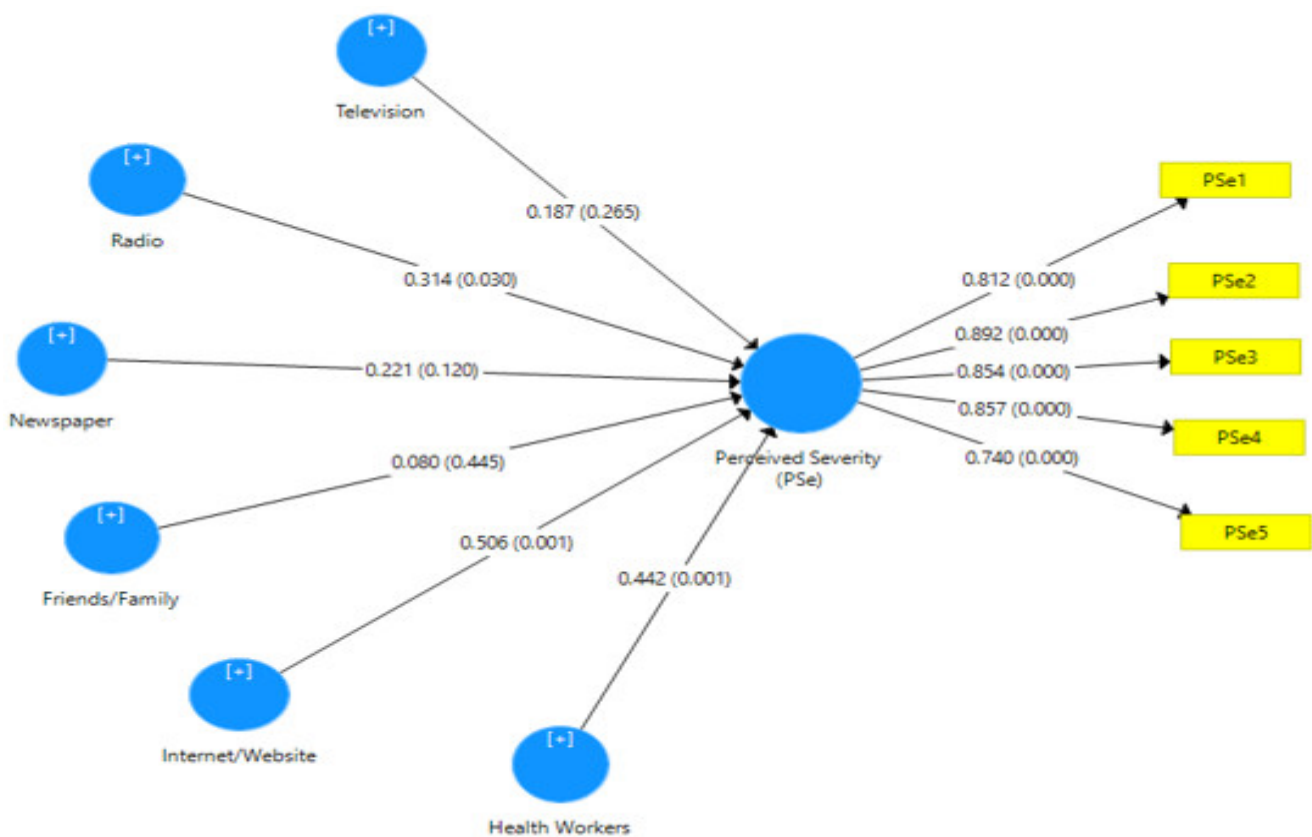 [+]
Television
[+]
Radio
0.187 (0.265)
PSe1
0.314 (0.030)
0.812 (0.000)
PSe2
[+]
Newspaper
0.221 (0.120)
0.892 (0.000)
0.854 (0.000)
PSe3
0.857 (0.000)
PSe4
0.080 (0.445)
Perceived Severity
(PSe)
0.740 (0.000)
PSe5
[+]
Friends/Family
0.506 (0.001)
0.442 (0.001)
[+]
Internet/Website
[+]
Health Workers